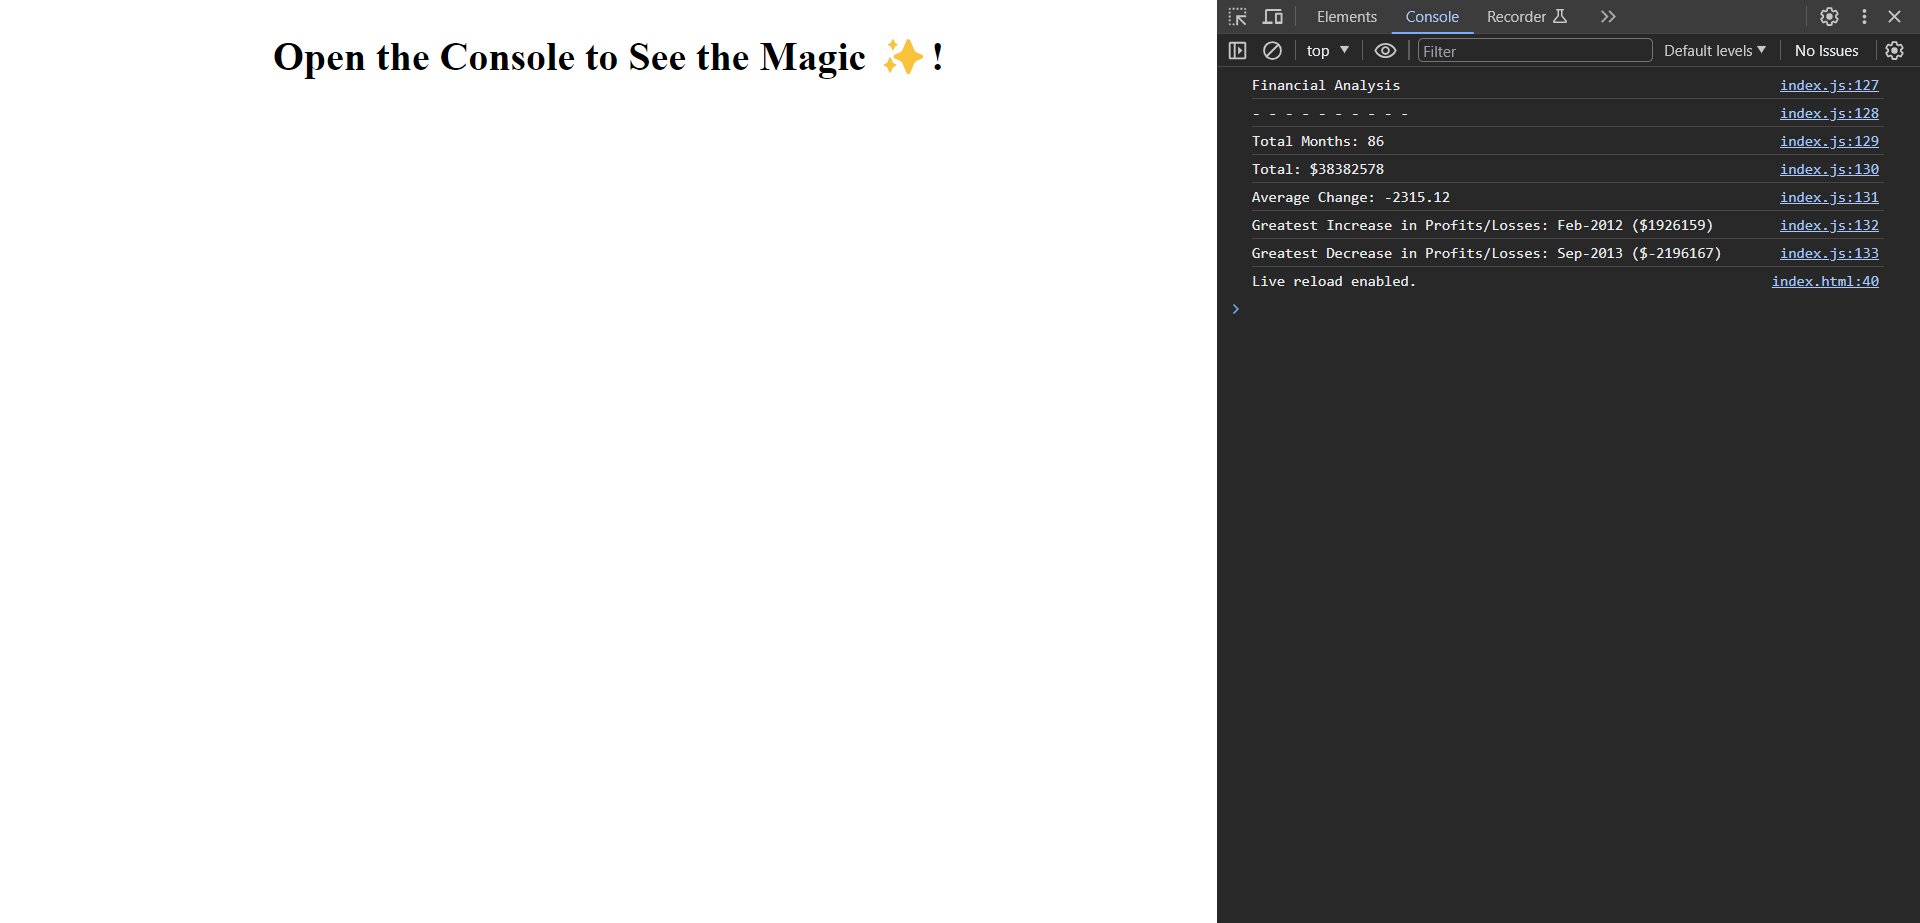 Open the Console to See the Magic ✨!
Elements Console Recorder
top Filter Default levels No Issues
Financial Analysis index.js:127
- - - - - - - - - - index.js:128
Total Months: 86 index.js:129
Total: $38382578 index.js:130
Average Change: -2315.12 index.js:131
Greatest Increase in Profits/Losses: Feb-2012 ($1926159) index.js:132
Greatest Decrease in Profits/Losses: Sep-2013 ($-2196167) index.js:133
Live reload enabled. index.html:40